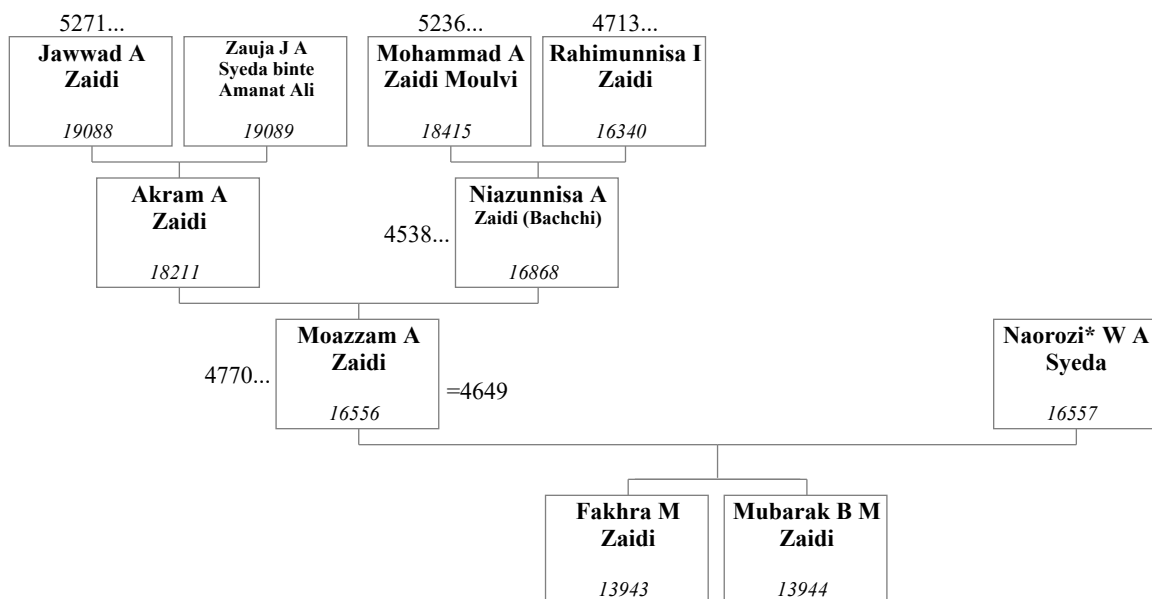 5271...
5236...
4713...
Jawwad A
Zaidi
19088
Zauja J A
Syeda binte
Amanat Ali
19089
Mohammad A
Zaidi Moulvi
18415
Rahimunnisa I
Zaidi
16340
Akram A
Zaidi
18211
4538...
Niazunnisa A
Zaidi (Bachchi)
16868
4770...
Moazzam A
Zaidi
16556
=4649
Naorozi* W A
Syeda
16557
Fakhra M
Zaidi
13943
Mubarak B M
Zaidi
13944